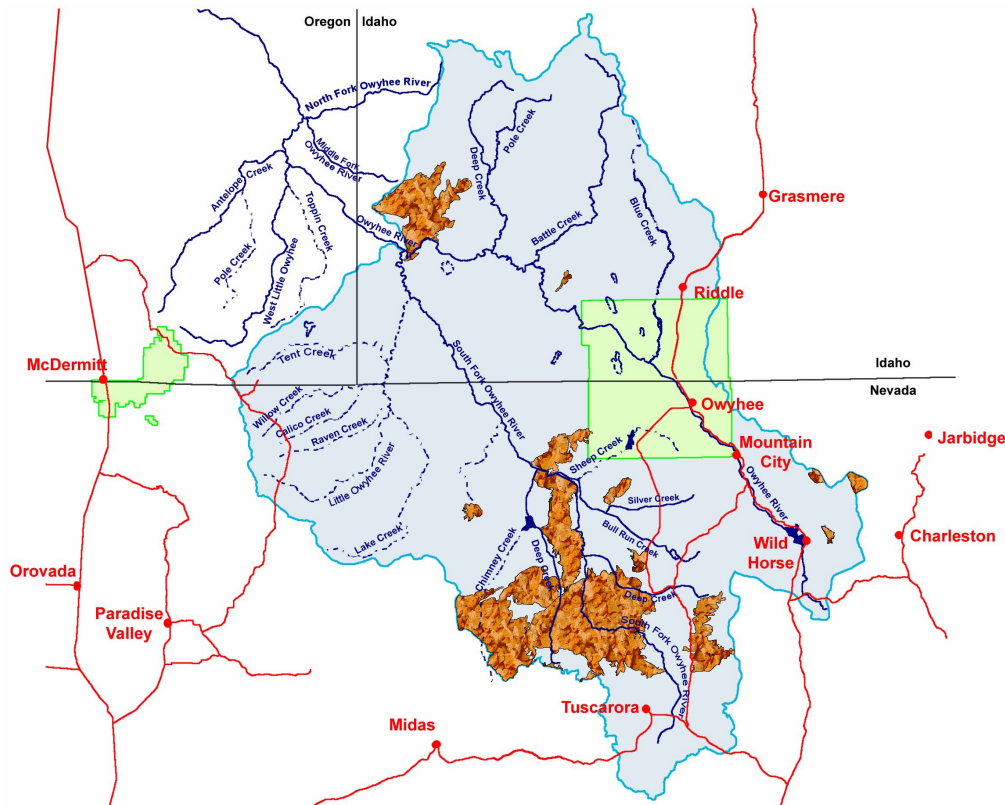 Oregon
Idaho
North Fork Owyhee River
Middle Fork
Owyhee River
Pole Creek
Deep Creek
Antelope Creek
Toppin Creek
Grasmere
Owyhee River
Battle Creek
Blue Creek
Pole Creek
West Little Owyhee
Riddle
Tent Creek
South Fork Owyhee River
McDermitt
Idaho
Nevada
Willow Creek
Calico Creek
Raven Creek
Owyhee
Mountain
City
Jarbidge
Sheep Creek
Little Owyhee River
Silver Creek
Owyhee River
Bull Run Creek
Lake Creek
Chimney Creek
Deep Creek
Wild
Horse
Charleston
Orovada
Deep Creek
Paradise
Valley
South Fork Owyhee River
Tuscarora
Midas